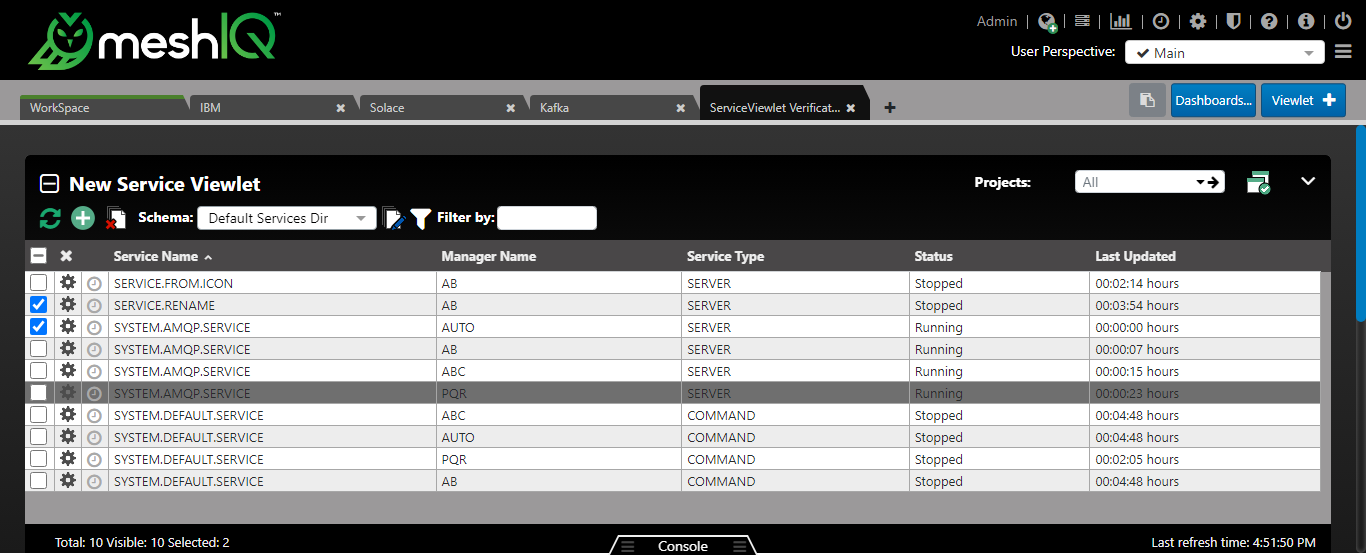 meshIQ™
Admin
User Perspective: Main
WorkSpace IBM Solace Kafka ServiceViewlet Verificat... Dashboards... Viewlet
New Service Viewlet Projects: All
Schema: Default Services Dir Filter by:
Service Name Manager Name Service Type Status Last Updated
SERVICE.FROM.ICON AB SERVER Stopped 00:02:14 hours
SERVICE.RENAME AB SERVER Stopped 00:03:54 hours
SYSTEM.AMQP.SERVICE AUTO SERVER Running 00:00:00 hours
SYSTEM.AMQP.SERVICE AB SERVER Running 00:00:07 hours
SYSTEM.AMQP.SERVICE ABC SERVER Running 00:00:15 hours
SYSTEM.AMQP.SERVICE PQR SERVER Running 00:00:23 hours
SYSTEM.DEFAULT.SERVICE ABC COMMAND Stopped 00:04:48 hours
SYSTEM.DEFAULT.SERVICE AUTO COMMAND Stopped 00:04:48 hours
SYSTEM.DEFAULT.SERVICE PQR COMMAND Stopped 00:02:05 hours
SYSTEM.DEFAULT.SERVICE AB COMMAND Stopped 00:04:48 hours
Total: 10 Visible: 10 Selected: 2 Console Last refresh time: 4:51:50 PM